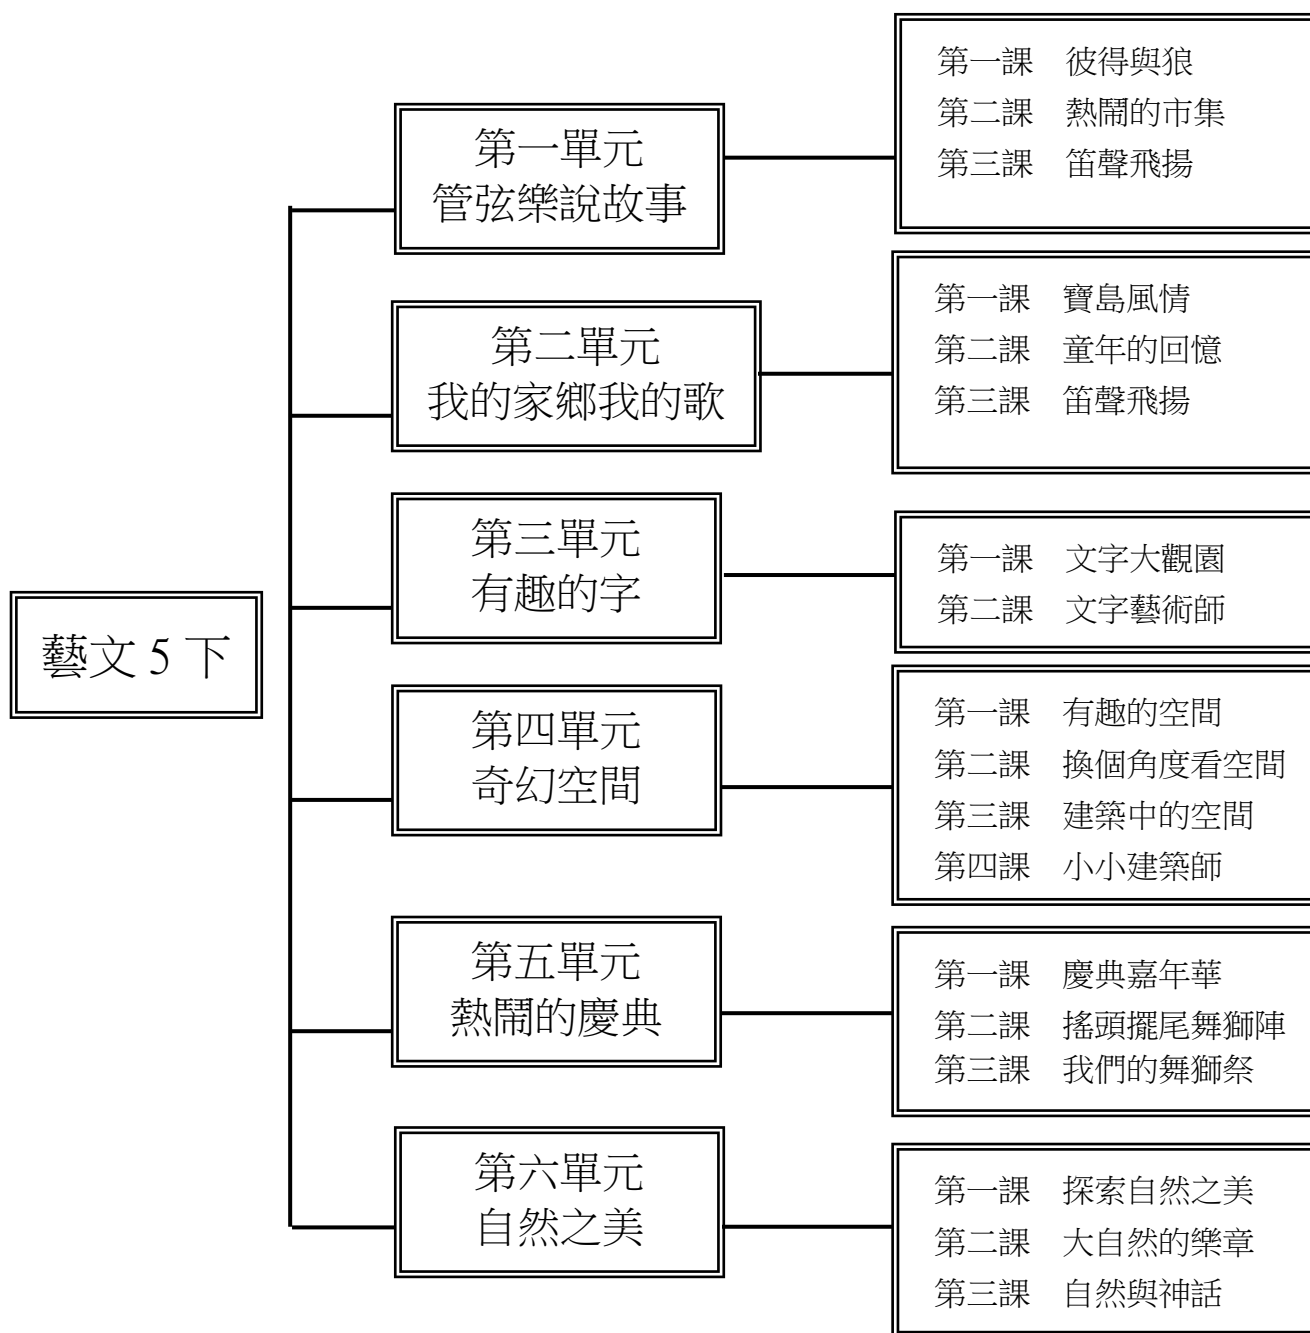 藝文 5 下
第一單元
管弦樂說故事
第一課　彼得與狼
第二課　熱鬧的市集
第三課　笛聲飛揚
第二單元
我的家鄉我的歌
第一課　寶島風情
第二課　童年的回憶
第三課　笛聲飛揚
第三單元
有趣的字
第一課　文字大觀園
第二課　文字藝術師
第四單元
奇幻空間
第一課　有趣的空間
第二課　換個角度看空間
第三課　建築中的空間
第四課　小小建築師
第五單元
熱鬧的慶典
第一課　慶典嘉年華
第二課　搖頭擺尾舞獅陣
第三課　我們的舞獅祭
第六單元
自然之美
第一課　探索自然之美
第二課　大自然的樂章
第三課　自然與神話